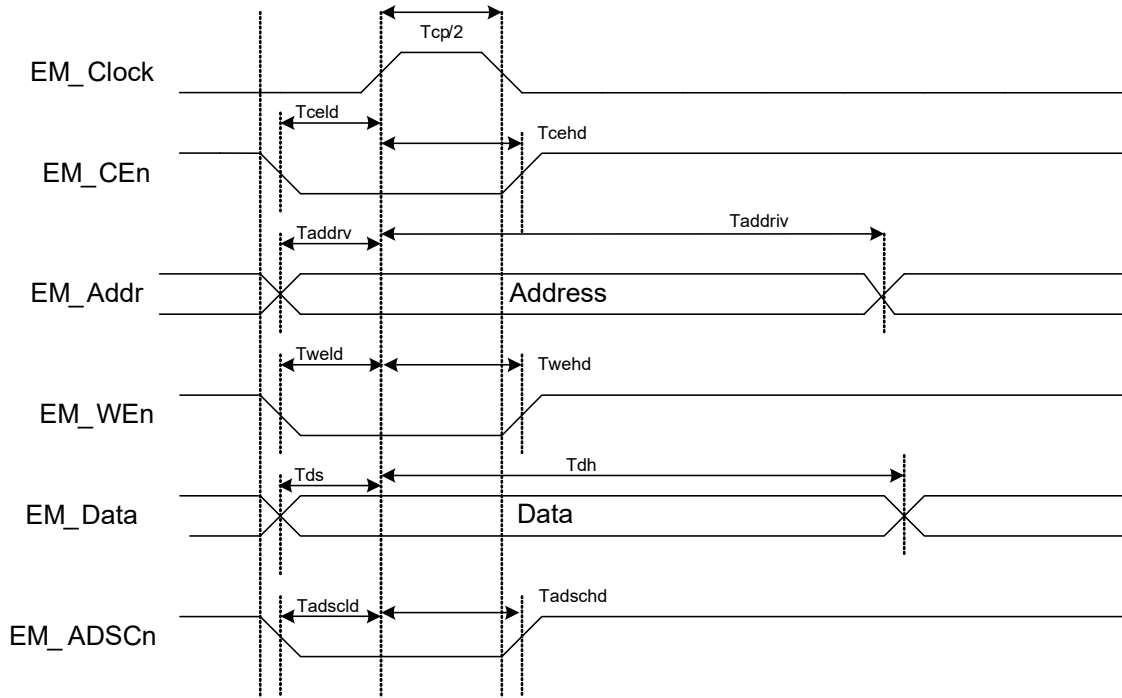 Tcp/2
EM_Clock
Tceld
Tcehd
EM_CEn
Taddrv
Taddriv
EM_Addr
Address
Tweld
Twehd
EM_WEn
Tds
Tdh
EM_Data
Data
Tadscld
Tadschd
EM_ADSCn